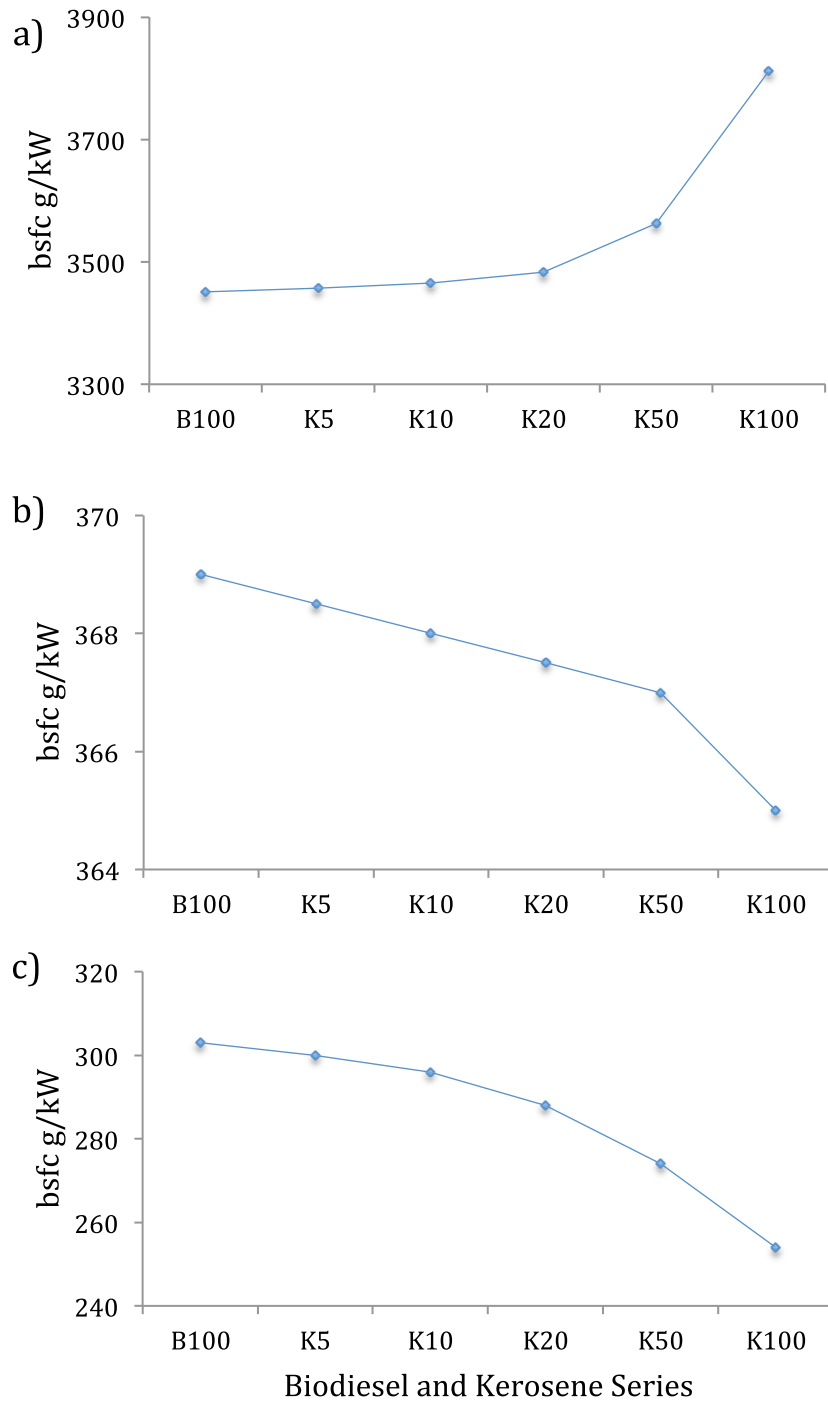 a)
3900
3700
3500
3300
bsfc g/kW
B100 K5 K10 K20 K50 K100
b)
370
368
366
364
bsfc g/kW
B100 K5 K10 K20 K50 K100
c)
320
300
280
260
240
bsfc g/kW
B100 K5 K10 K20 K50 K100
Biodiesel and Kerosene Series